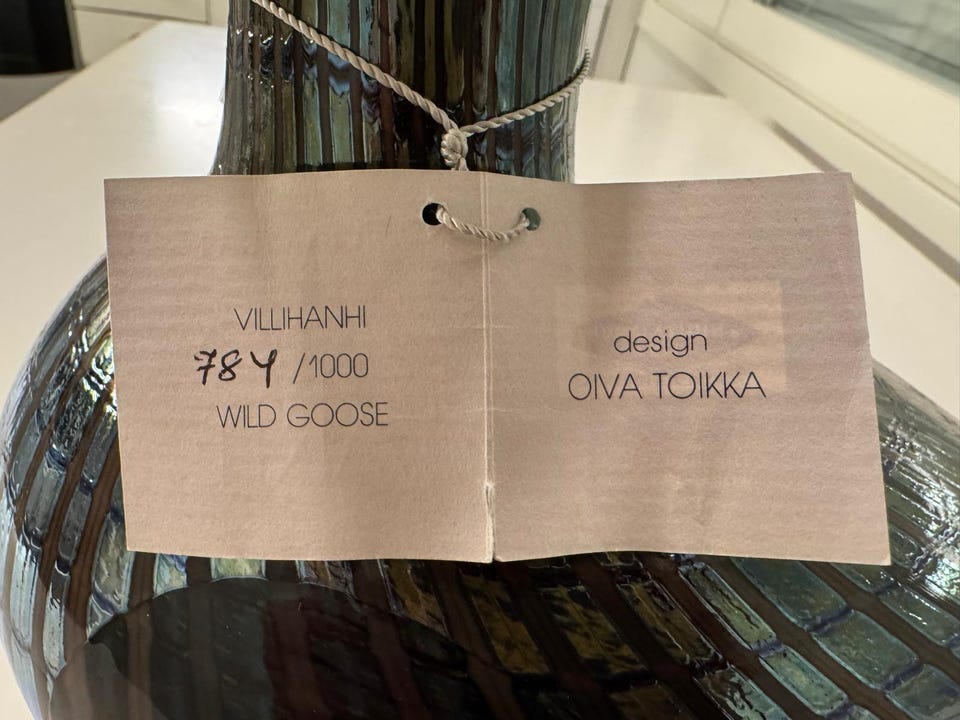 VILLIHANHI
784 /1000
WILD GOOSE
design
OIVA TOIKKA